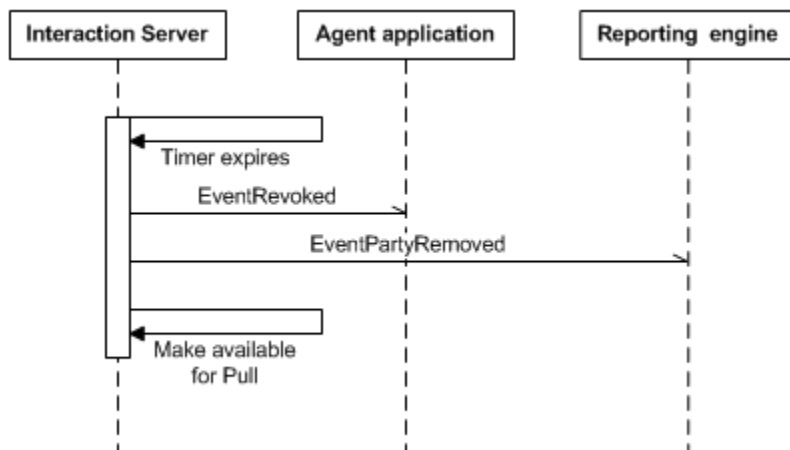 Interaction Server
Agent application
Reporting engine
Timer expires
EventRevoked
EventPartyRemoved
Make available
for Pull